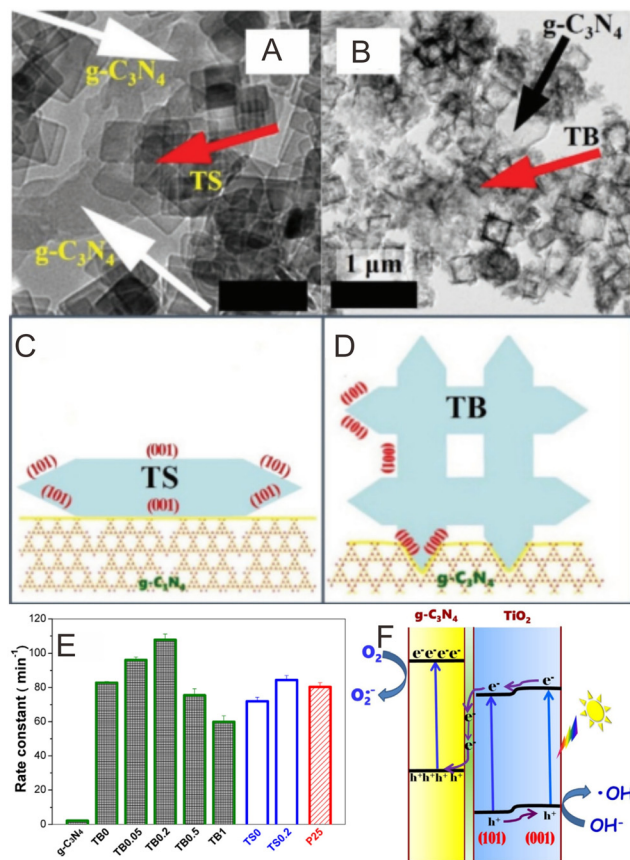 A
g-C₃N₄
TS
g-C₃N₄
B
g-C₃N₄
TB
1 μm
C
(001)
(101)
TS
(101)
(101)
(001)
(101)
g-C₃N₄
D
(101)
TB
(101)
(100)
g-C₃N₄
E
Rate constant ( min⁻¹)
120
100
80
60
40
20
0
g-C₃N₄
TB0
TB0.05
TB0.2
TB0.5
TB1
TS0
TS0.2
P25
F
g-C₃N₄
TiO₂
e⁻e⁻e⁻e⁻
O₂
O₂•⁻
e⁻
e⁻
e⁻
e⁻
h⁺h⁺h⁺h⁺
h⁺
h⁺
(101)
(001)
•OH
OH⁻